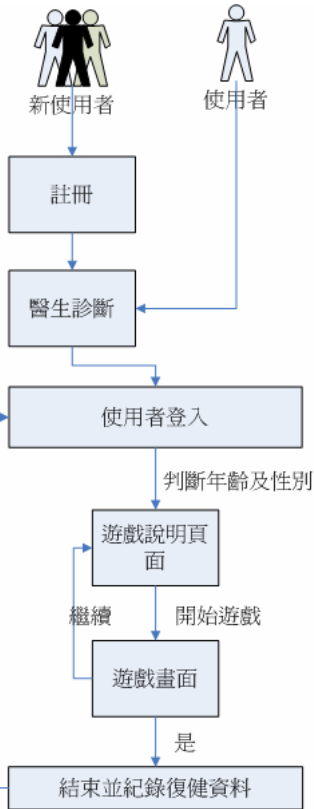 新使用者
使用者
註冊
醫生診斷
使用者登入
判斷年齡及性別
遊戲說明頁
面
繼續
開始遊戲
遊戲畫面
是
結束並紀錄復健資料